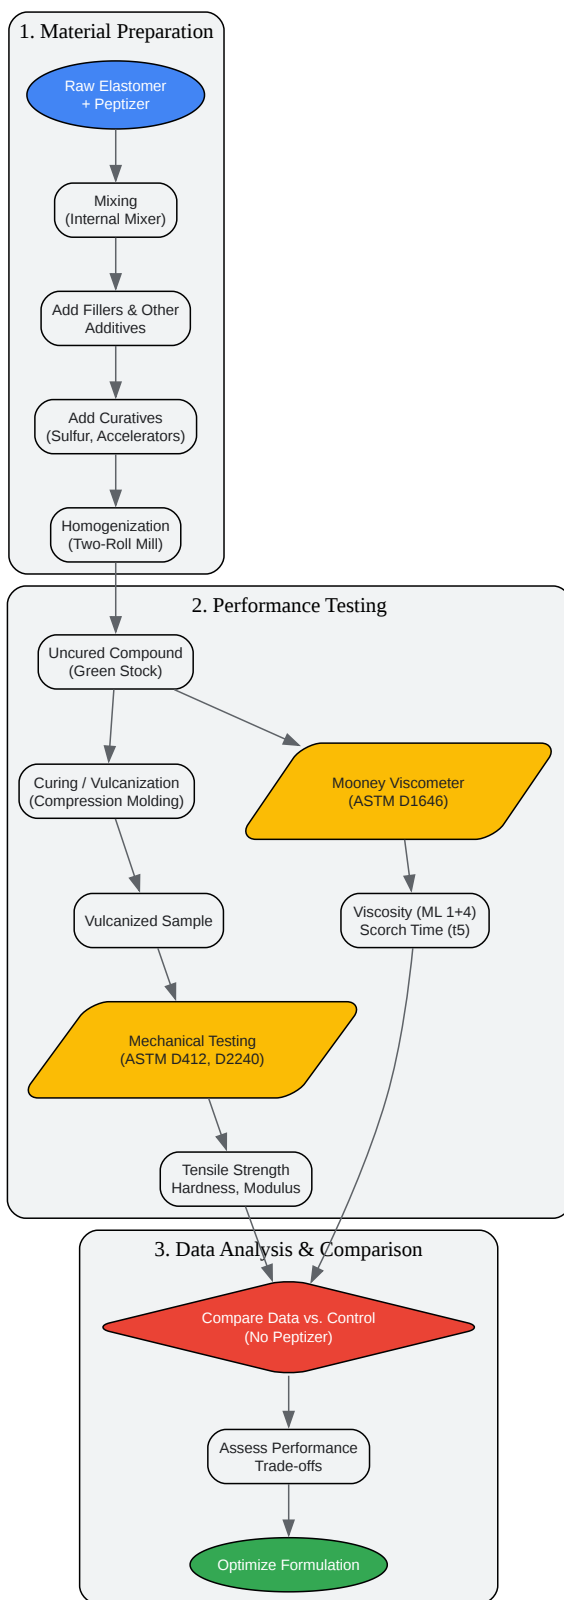 1. Material Preparation
Raw Elastomer
+ Peptizer
Mixing
(Internal Mixer)
Add Fillers & Other
Additives
Add Curatives
(Sulfur, Accelerators)
Homogenization
(Two-Roll Mill)
2. Performance Testing
Uncured Compound
(Green Stock)
Curing / Vulcanization
(Compression Molding)
Mooney Viscometer
(ASTM D1646)
Vulcanized Sample
Viscosity (ML 1+4)
Scorch Time (t5)
Mechanical Testing
(ASTM D412, D2240)
Tensile Strength
Hardness, Modulus
3. Data Analysis & Comparison
Compare Data vs. Control
(No Peptizer)
Assess Performance
Trade-offs
Optimize Formulation